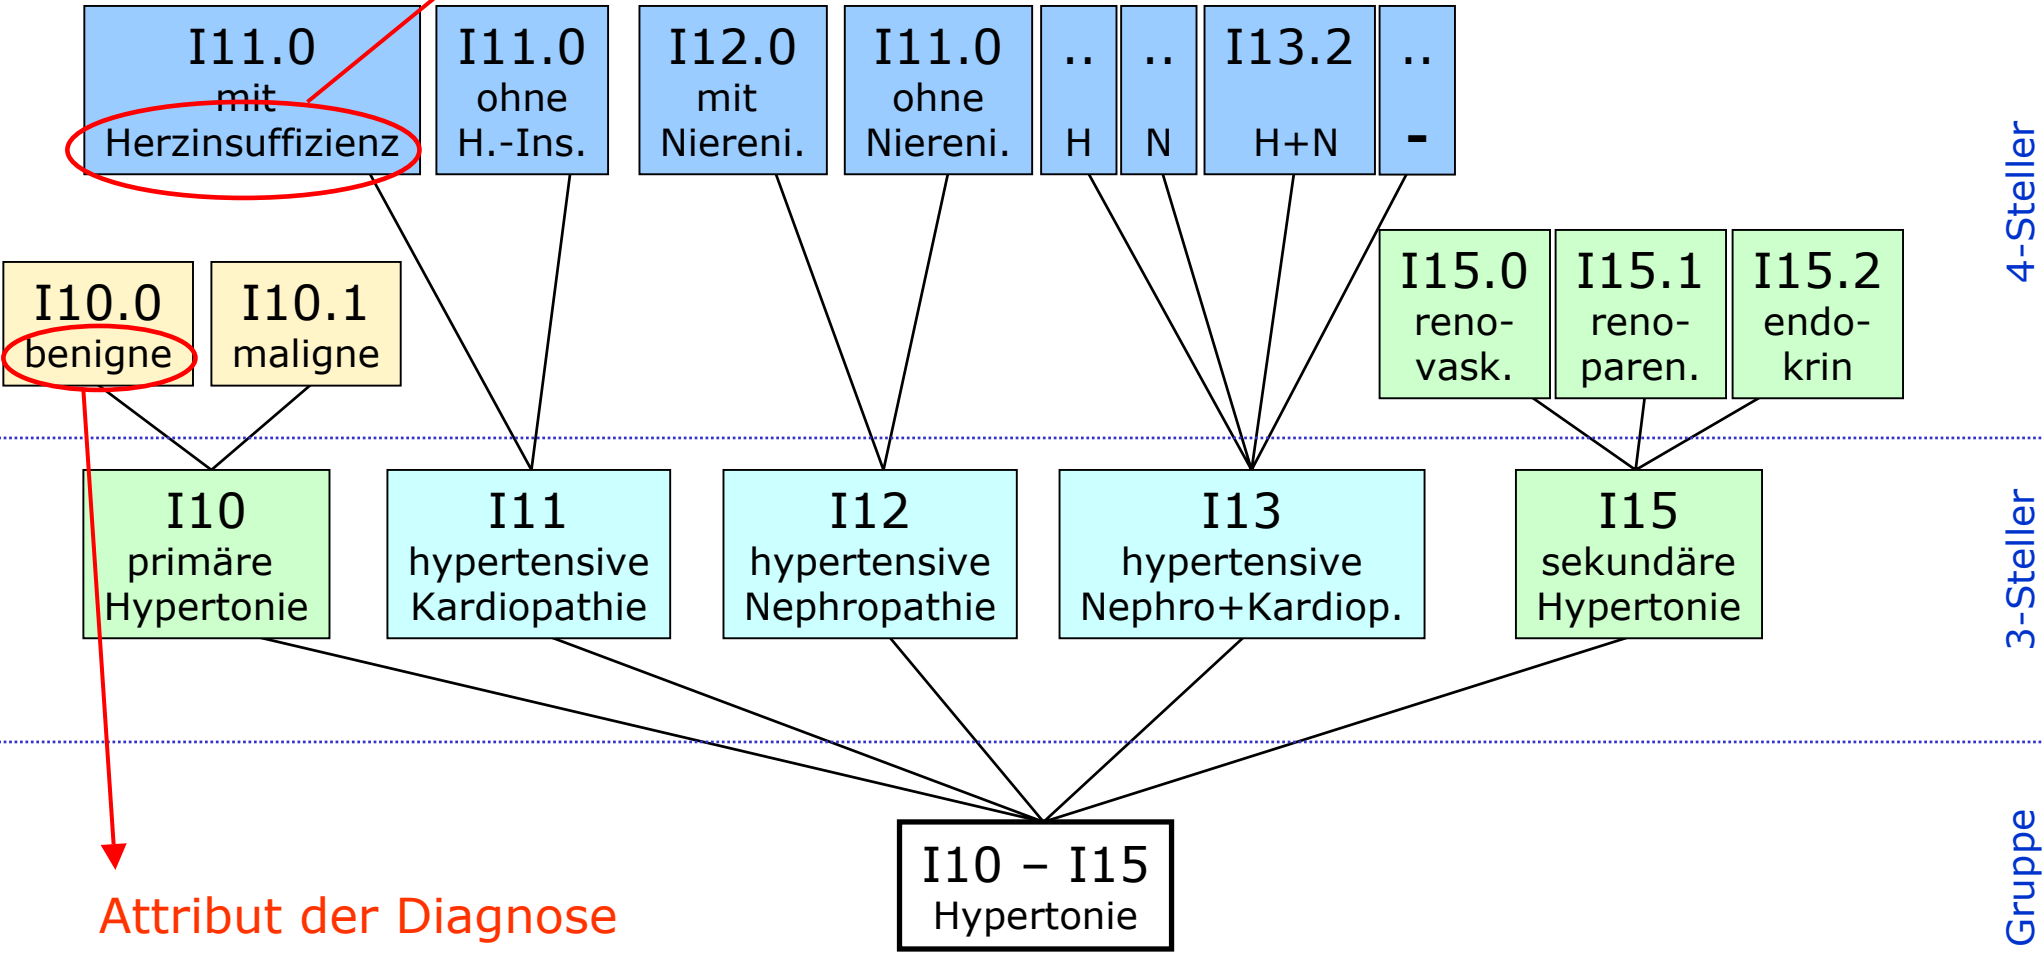 I11.0
mit
Herzinsuffizienz
I11.0
ohne
H.-Ins.
I12.0
mit
Niereni.
I11.0
ohne
Niereni.
..
H
..
N
I13.2
H+N
..
-
4-Steller
I10.0
benigne
I10.1
maligne
I15.0
reno-
vask.
I15.1
reno-
paren.
I15.2
endo-
krin
I10
primäre
Hypertonie
I11
hypertensive
Kardiopathie
I12
hypertensive
Nephropathie
I13
hypertensive
Nephro+Kardiop.
I15
sekundäre
Hypertonie
3-Steller
I10 – I15
Hypertonie
Gruppe
Attribut der Diagnose